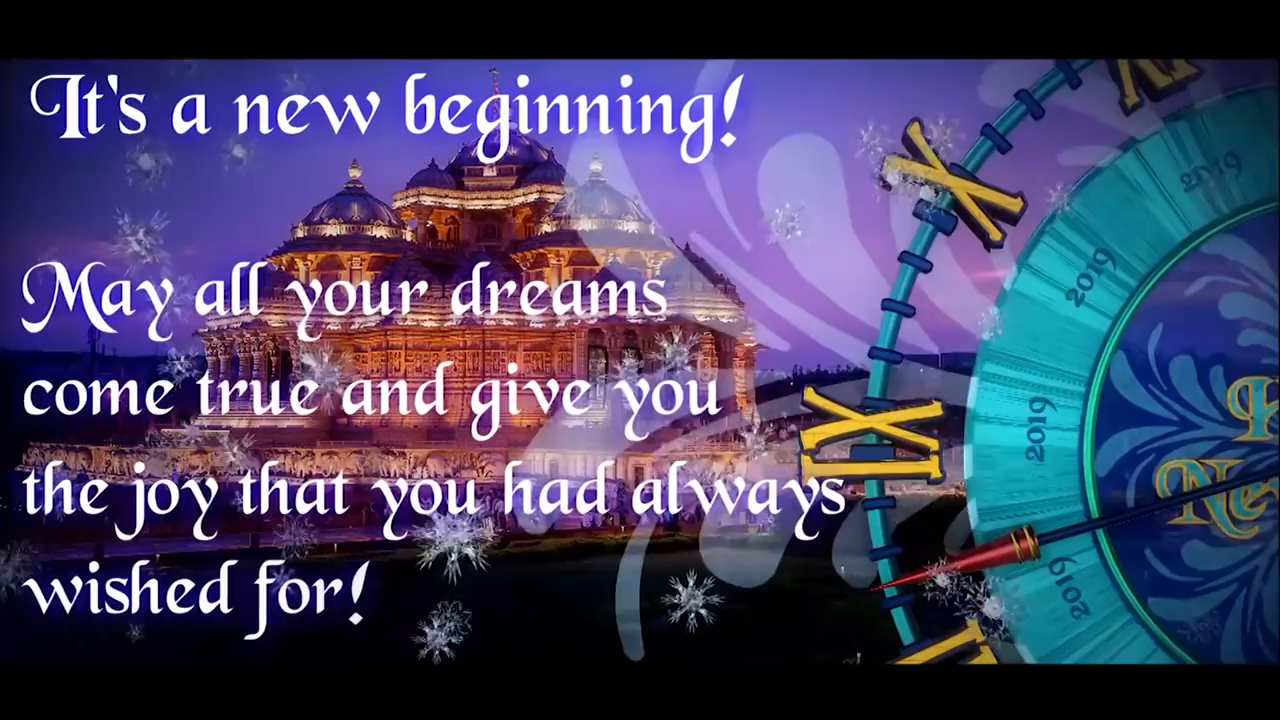 It's a new beginning!
May all your dreams
come true and give you
the joy that you had always
wished for!
X
IX
2019
2019
2019
2019